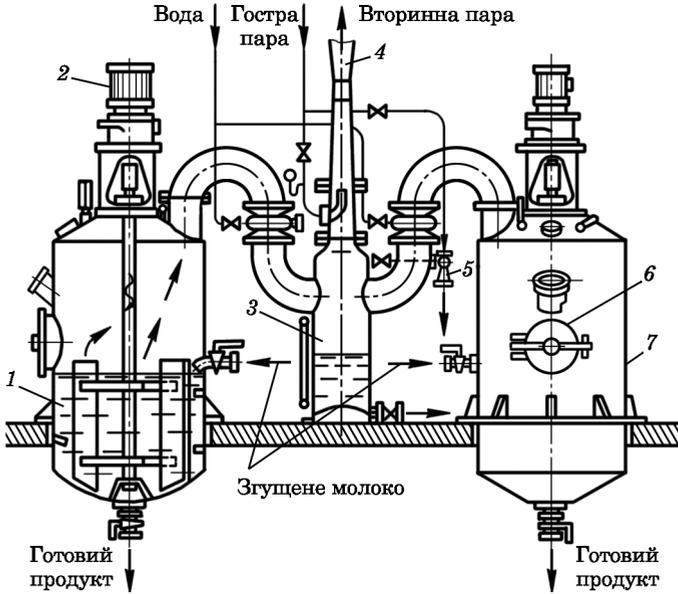 Вода
Гостра
пара
Вторинна пара
4
2
5
3
6
7
1
Згущене молоко
Готовий
продукт
Готовий
продукт